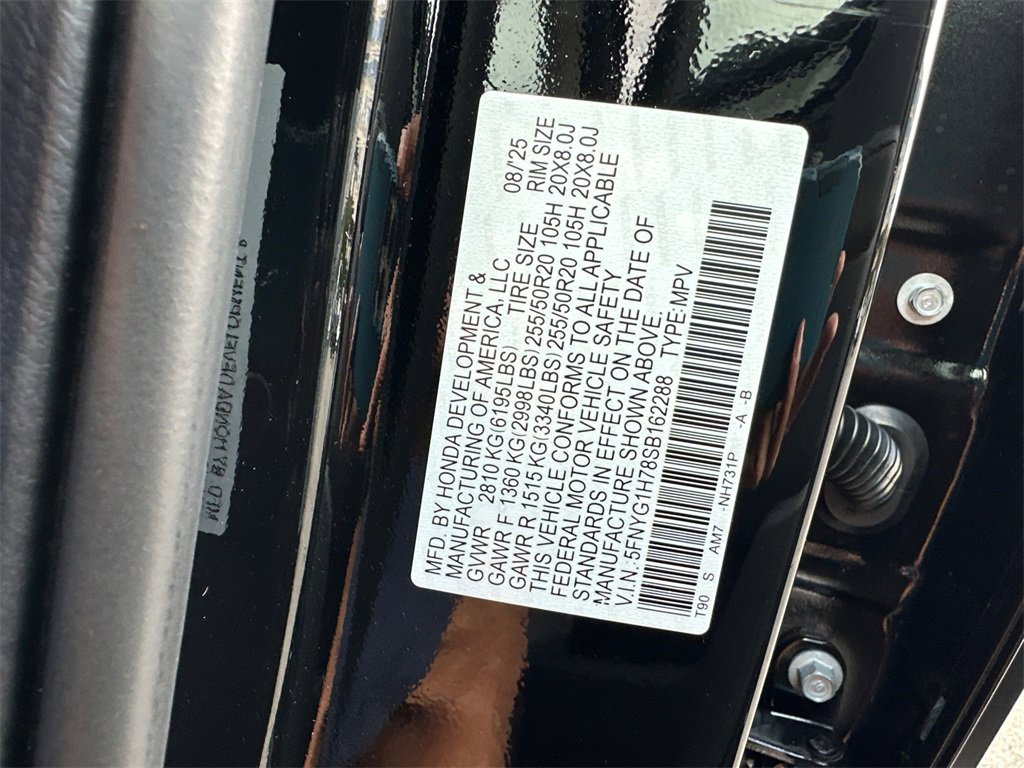 MFD. BY HONDA DEVELOPMENT &
MANUFACTURING OF AMERICA, LLC 08/'25
GVWR 2810 KG(6195LBS) TIRE SIZE RIM SIZE
GAWR F 1360 KG(2998LBS) 255/50R20 105H 20X8.0J
GAWR R 1515 KG(3340LBS) 255/50R20 105H 20X8.0J
THIS VEHICLE CONFORMS TO ALL APPLICABLE
FEDERAL MOTOR VEHICLE SAFETY
STANDARDS IN EFFECT ON THE DATE OF
MANUFACTURE SHOWN ABOVE.
V.I.N.:5FNYG1H78SB162288 TYPE:MPV
T90 S AM7 -NH731P -A -B
MFD. BY HONDA DEVELOPMENT &